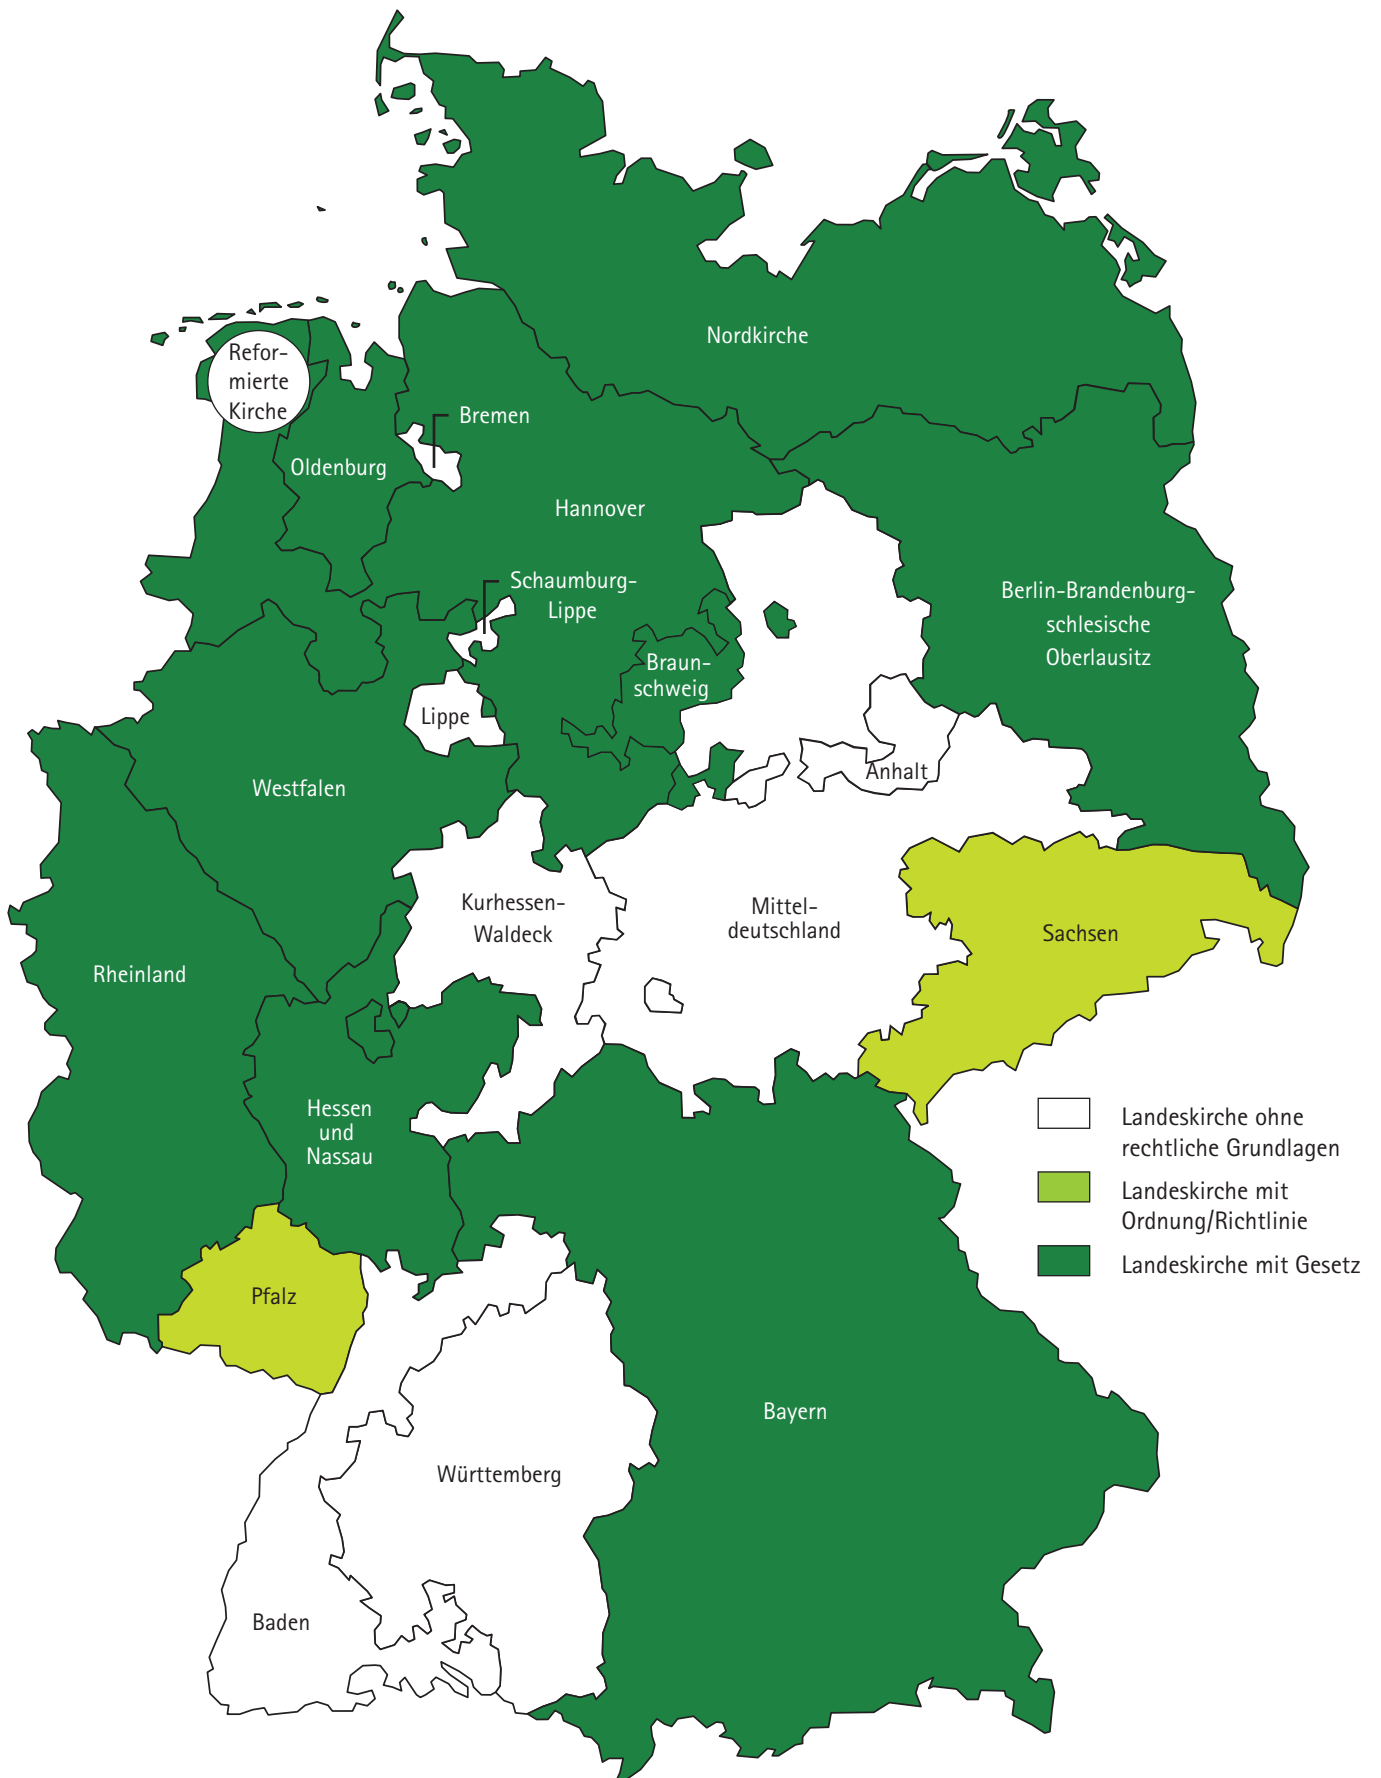 Nordkirche
Refor-
mierte
Kirche
Bremen
Oldenburg
Hannover
Schaumburg-
Lippe
Berlin-Brandenburg-
schlesische
Oberlausitz
Braun-
schweig
Lippe
Anhalt
Westfalen
Kurhessen-
Waldeck
Mittel-
deutschland
Sachsen
Rheinland
Hessen
und
Nassau
Landeskirche ohne
rechtliche Grundlagen
Landeskirche mit
Ordnung/Richtlinie
Landeskirche mit Gesetz
Pfalz
Bayern
Württemberg
Baden